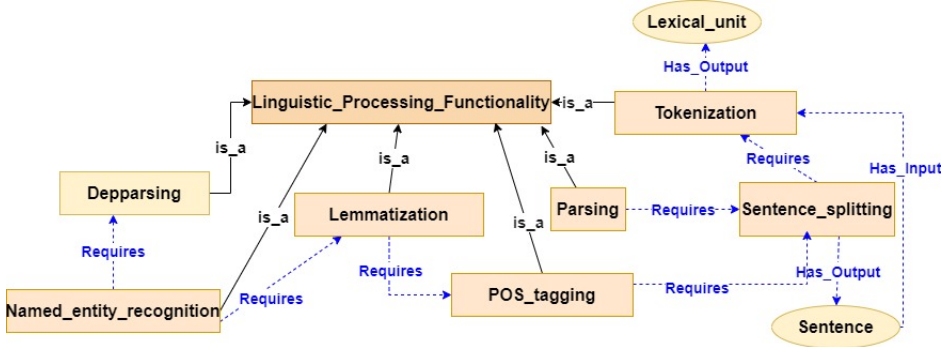 Lexical_unit
Has_Output
Linguistic_Processing_Functionality
is_a
Tokenization
is_a
is_a
is_a
Requires
Has_Input
Depparsing
Lemmatization
Parsing
Requires
Sentence_splitting
is_a
is_a
Requires
Requires
Has_Output
Named_entity_recognition
Requires
POS_tagging
Requires
Sentence